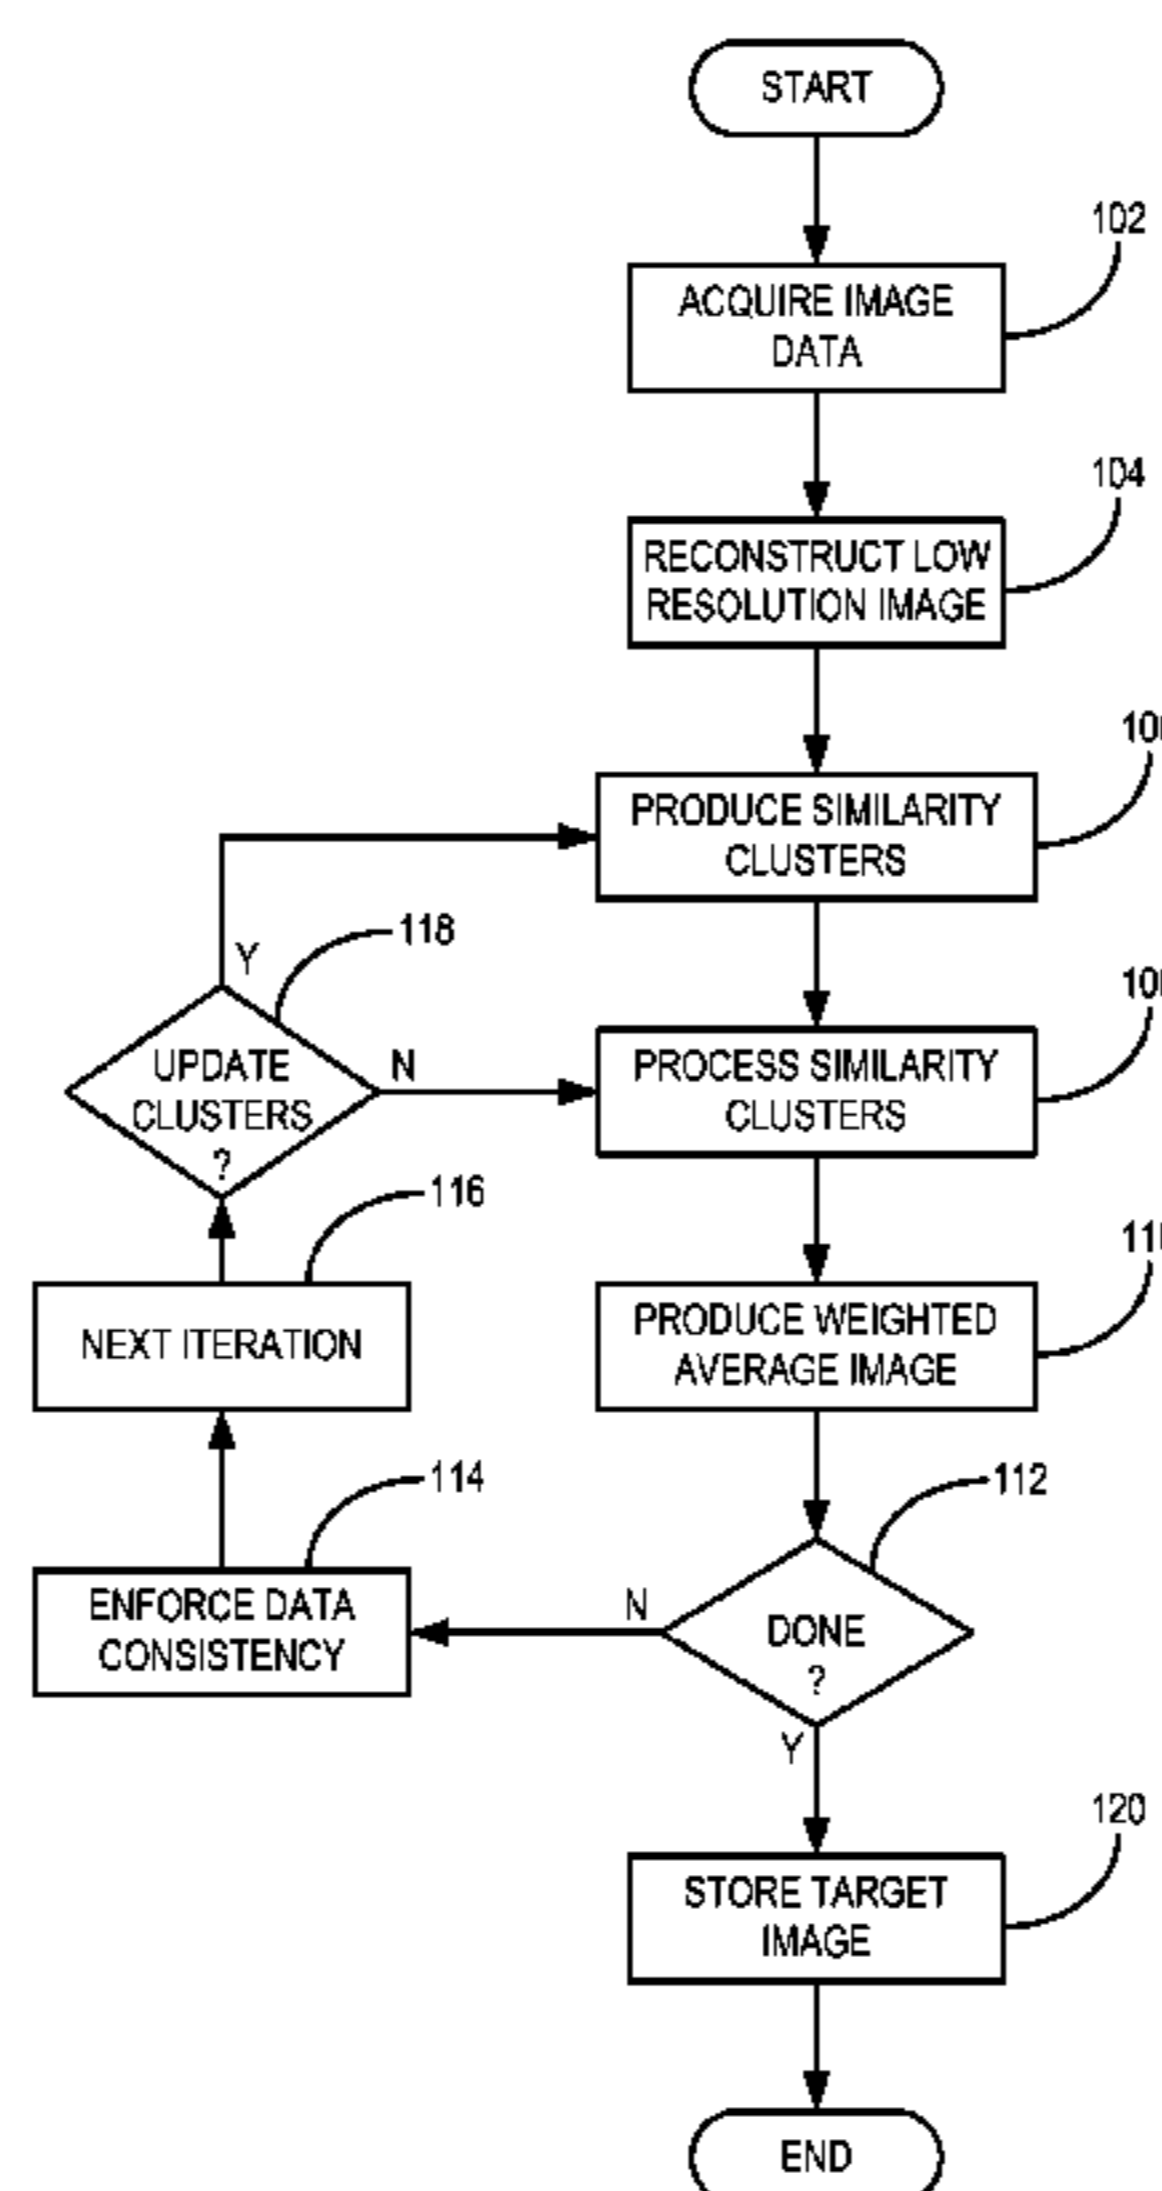 START
102
ACQUIRE IMAGE
DATA
104
RECONSTRUCT LOW
RESOLUTION IMAGE
PRODUCE SIMILARITY
CLUSTERS
118
Y
UPDATE
CLUSTERS
?
N
PROCESS SIMILARITY
CLUSTERS
116
NEXT ITERATION
PRODUCE WEIGHTED
AVERAGE IMAGE
114
ENFORCE DATA
CONSISTENCY
112
N
DONE
?
Y
120
STORE TARGET
IMAGE
END